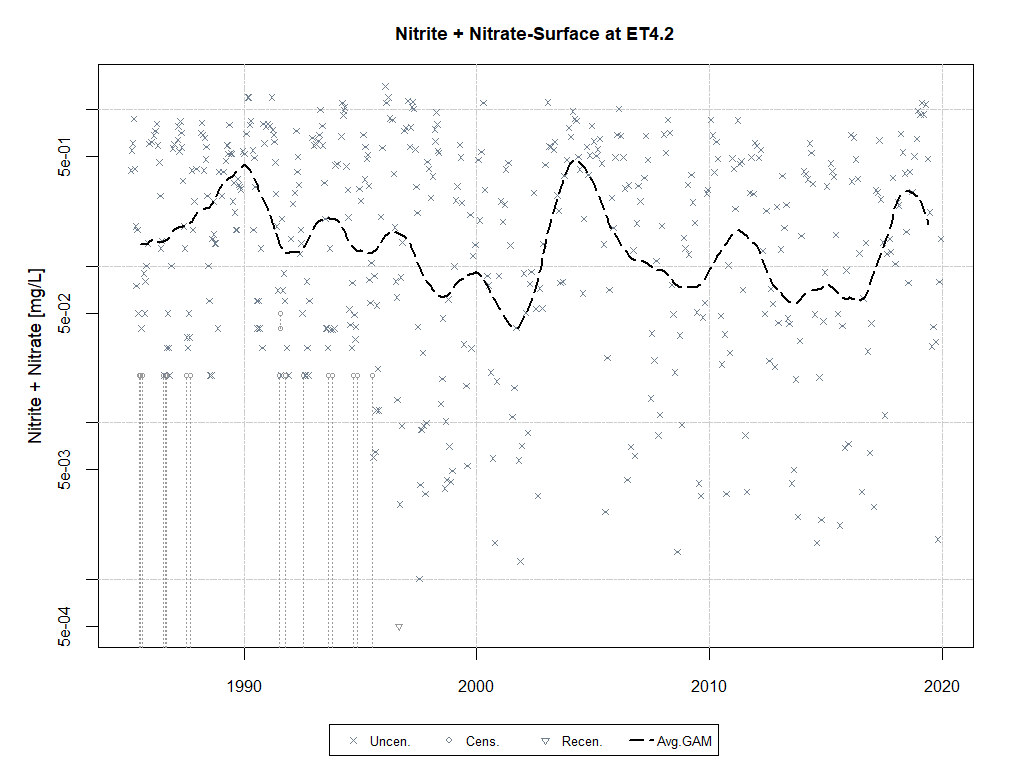 Nitrite + Nitrate-Surface at ET4.2
Nitrite + Nitrate [mg/L]
5e-01
5e-02
5e-03
5e-04
1990 2000 2010 2020
Uncen. Cens. Recen. Avg.GAM